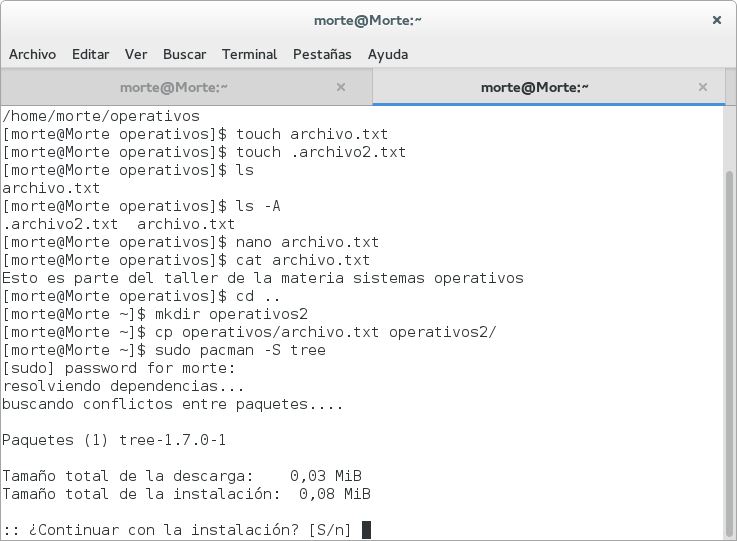 morte@Morte:~ ×
Archivo Editar Ver Buscar Terminal Pestañas Ayuda
morte@Morte:~ × morte@Morte:~ ×
/home/morte/operativos
[morte@Morte operativos]$ touch archivo.txt
[morte@Morte operativos]$ touch .archivo2.txt
[morte@Morte operativos]$ ls
archivo.txt
[morte@Morte operativos]$ ls -A
.archivo2.txt  archivo.txt
[morte@Morte operativos]$ nano archivo.txt
[morte@Morte operativos]$ cat archivo.txt
Esto es parte del taller de la materia sistemas operativos
[morte@Morte operativos]$ cd ..
[morte@Morte ~]$ mkdir operativos2
[morte@Morte ~]$ cp operativos/archivo.txt operativos2/
[morte@Morte ~]$ sudo pacman -S tree
[sudo] password for morte:
resolviendo dependencias...
buscando conflictos entre paquetes....
Paquetes (1) tree-1.7.0-1
Tamaño total de la descarga:    0,03 MiB
Tamaño total de la instalación:  0,08 MiB
:: ¿Continuar con la instalación? [S/n]